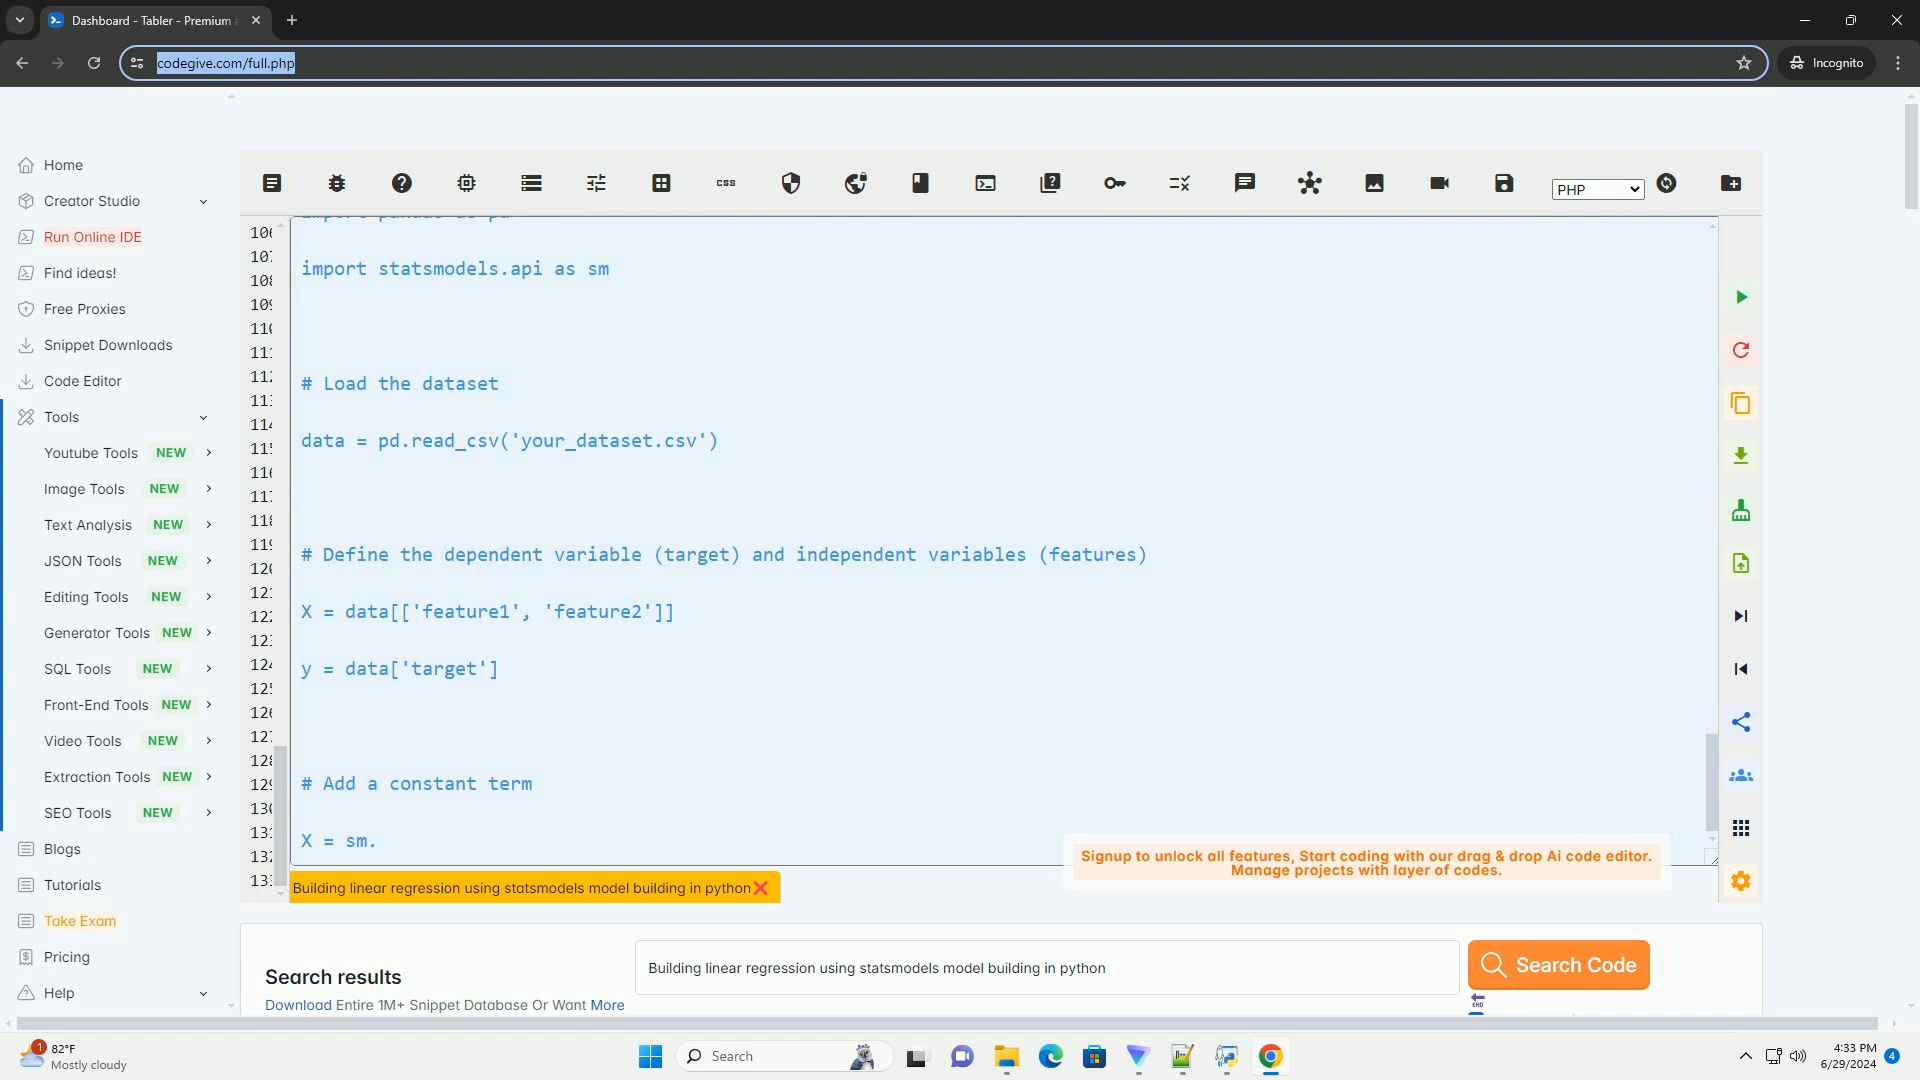 Dashboard - Tabler - Premium
codegive.com/full.php
Incognito
Home
Creator Studio
Run Online IDE
Find ideas!
Free Proxies
Snippet Downloads
Code Editor
Tools
Youtube Tools NEW
Image Tools NEW
Text Analysis NEW
JSON Tools NEW
Editing Tools NEW
Generator Tools NEW
SQL Tools NEW
Front-End Tools NEW
Video Tools NEW
Extraction Tools NEW
SEO Tools NEW
Blogs
Tutorials
Take Exam
Pricing
Help
css
PHP
import pandas as pd
import statsmodels.api as sm
# Load the dataset
data = pd.read_csv('your_dataset.csv')
# Define the dependent variable (target) and independent variables (features)
X = data[['feature1', 'feature2']]
y = data['target']
# Add a constant term
X = sm.
Signup to unlock all features, Start coding with our drag & drop Ai code editor.
Manage projects with layer of codes.
Building linear regression using statsmodels model building in python
Search results
Download Entire 1M+ Snippet Database Or Want More
Building linear regression using statsmodels model building in python
Search Code
END
1
82°F
Mostly cloudy
Search
4:33 PM
6/29/2024
4